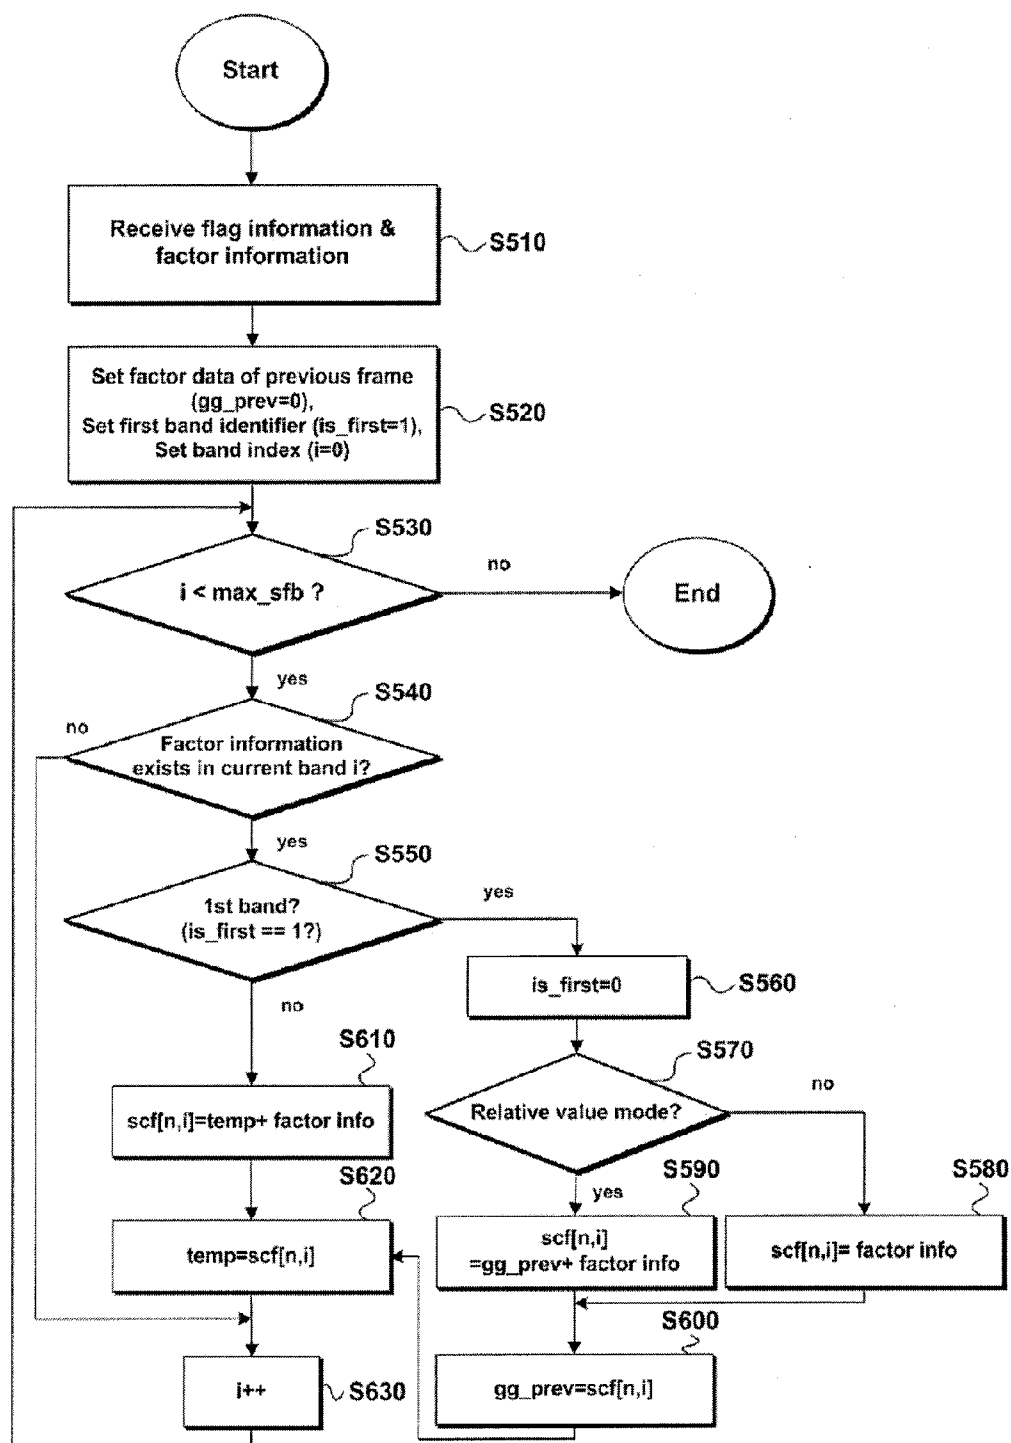 Start
Receive flag information &
factor information
S510
Set factor data of previous frame
(gg_prev=0),
Set first band identifier (is_first=1),
Set band index (i=0)
S520
S530
i < max_sfb ?
no
End
yes
S540
no
Factor information
exists in current band i?
yes
S550
1st band?
(is_first == 1?)
yes
is_first=0
S560
no
S570
Relative value mode?
no
S610
scf[n,i]=temp+ factor info
yes
S590
scf[n,i]
=gg_prev+ factor info
S580
scf[n,i]= factor info
S620
temp=scf[n,i]
S600
gg_prev=scf[n,i]
i++
S630